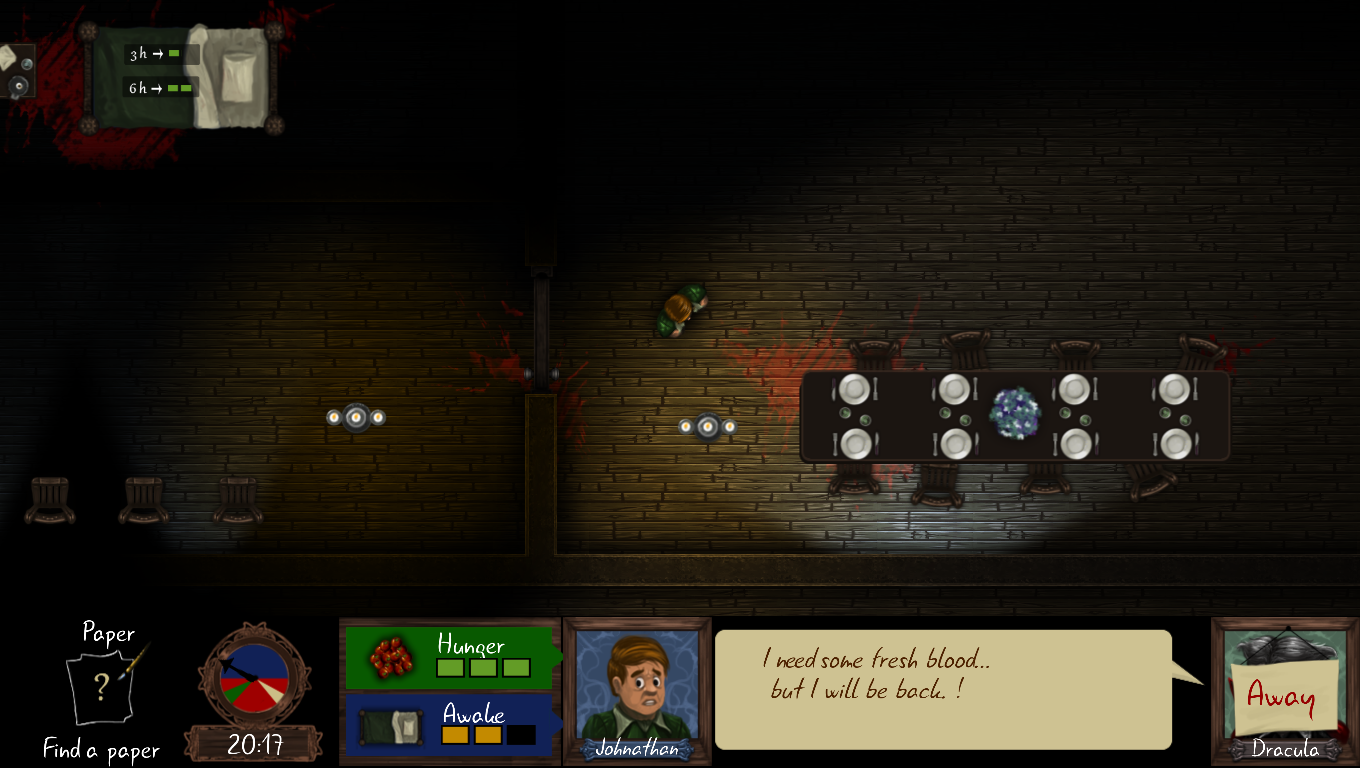 3h → 
6h →
Paper
?
Find a paper
20:17
Hunger
Awake
Johnathan
I need some fresh blood...
but I will be back. !
Away
Dracula